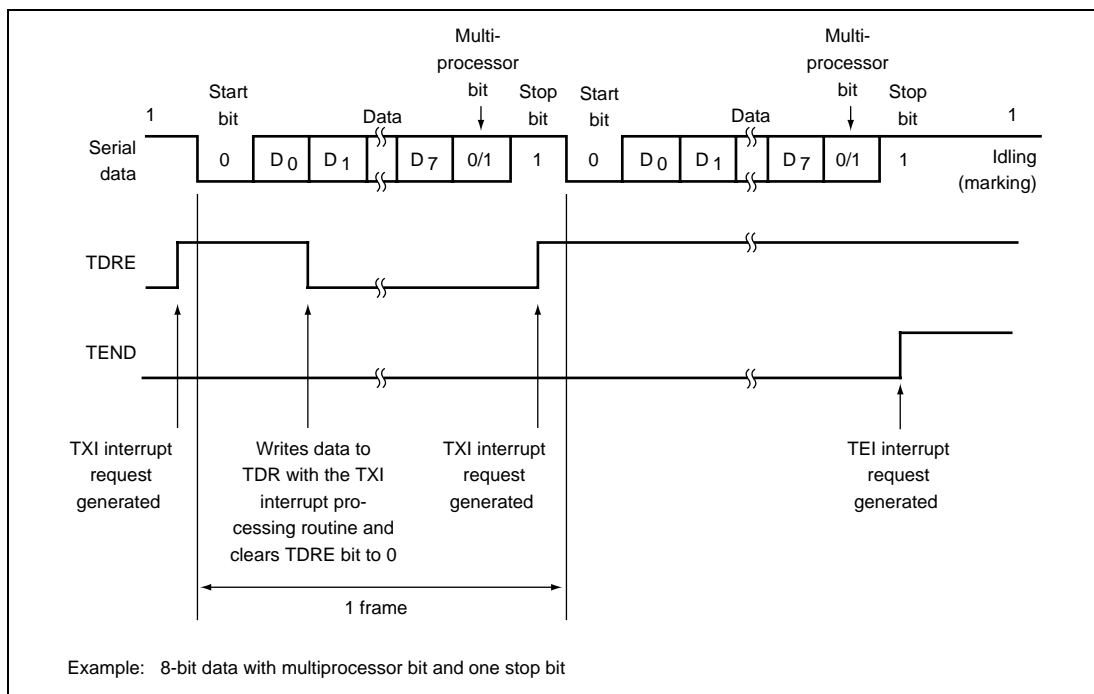 Multi-
processor
bit
Multi-
processor
bit
1
Start
bit
Data
Stop
bit
Start
bit
Data
Stop
bit
1
Serial
data
0 D0 D1 D7 0/1 1 0 D0 D1 D7 0/1 1
Idling
(marking)
TDRE
TEND
TXI interrupt
request
generated
Writes data to
TDR with the TXI
interrupt pro-
cessing routine and
clears TDRE bit to 0
TXI interrupt
request
generated
TEI interrupt
request
generated
1 frame
Example: 8-bit data with multiprocessor bit and one stop bit